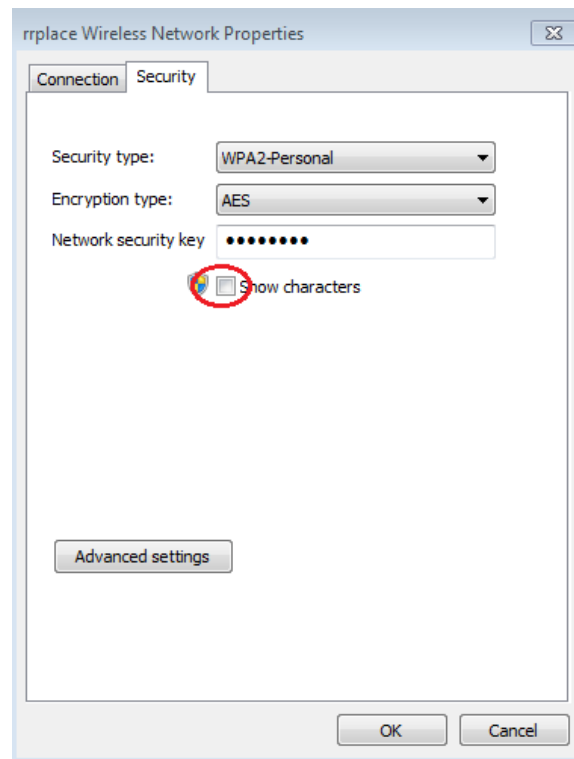 rrplace Wireless Network Properties
Connection Security
Security type: WPA2-Personal
Encryption type: AES
Network security key ●●●●●●●●
Show characters
Advanced settings
OK Cancel